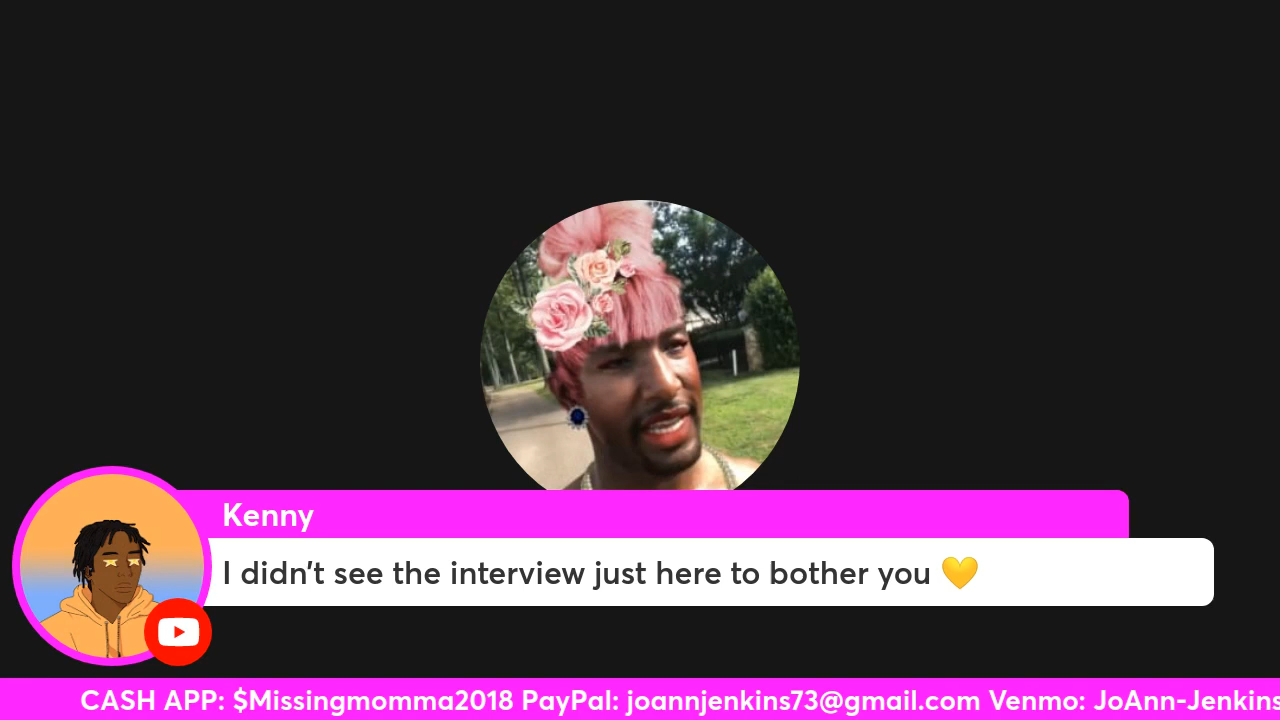 Kenny
I didn't see the interview just here to bother you 💛
CASH APP: $Missingmomma2018 PayPal: joannjenkins73@gmail.com Venmo: JoAnn-Jenkins